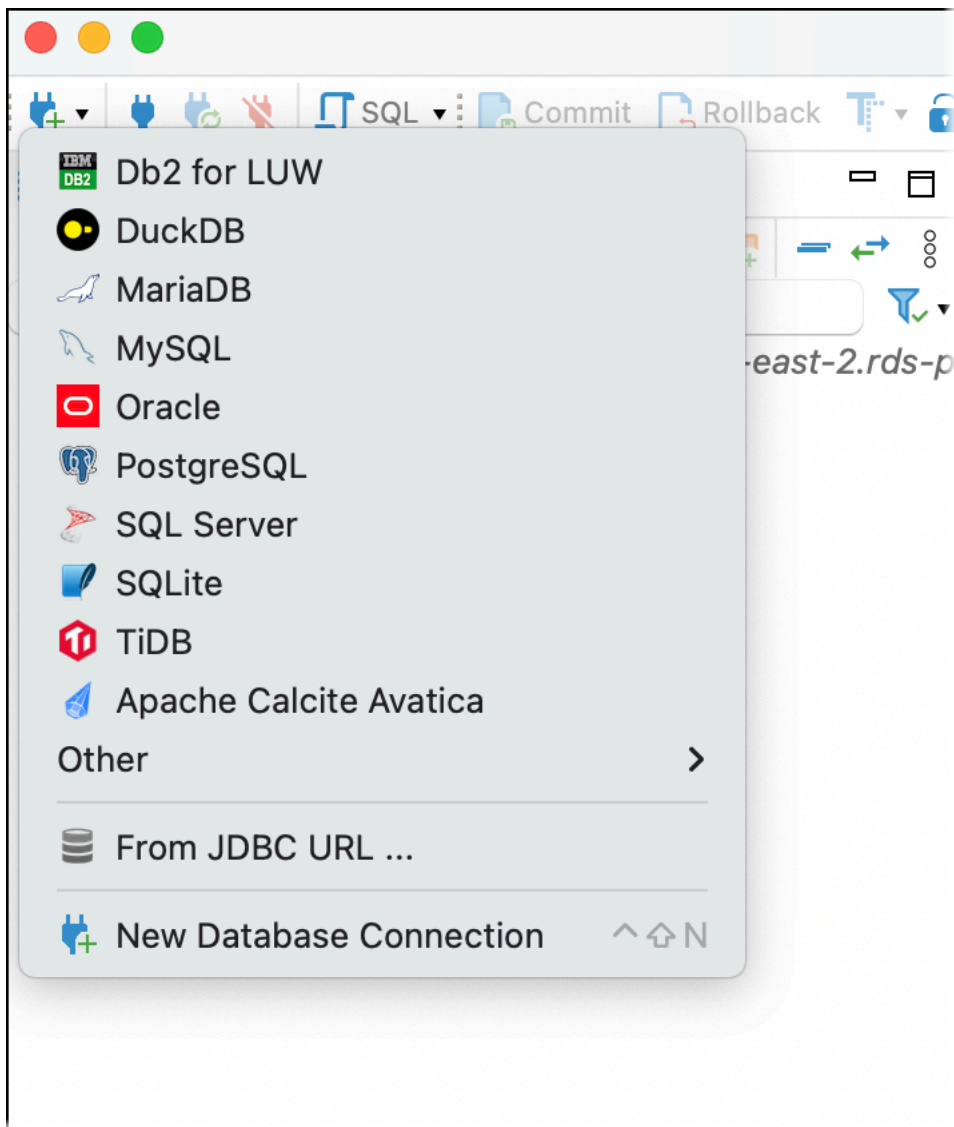 SQL Commit Rollback
IBM
DB2 Db2 for LUW
DuckDB
MariaDB
MySQL
-east-2.rds-p
Oracle
PostgreSQL
SQL Server
SQLite
TiDB
Apache Calcite Avatica
Other
From JDBC URL ...
New Database Connection ^⇧N